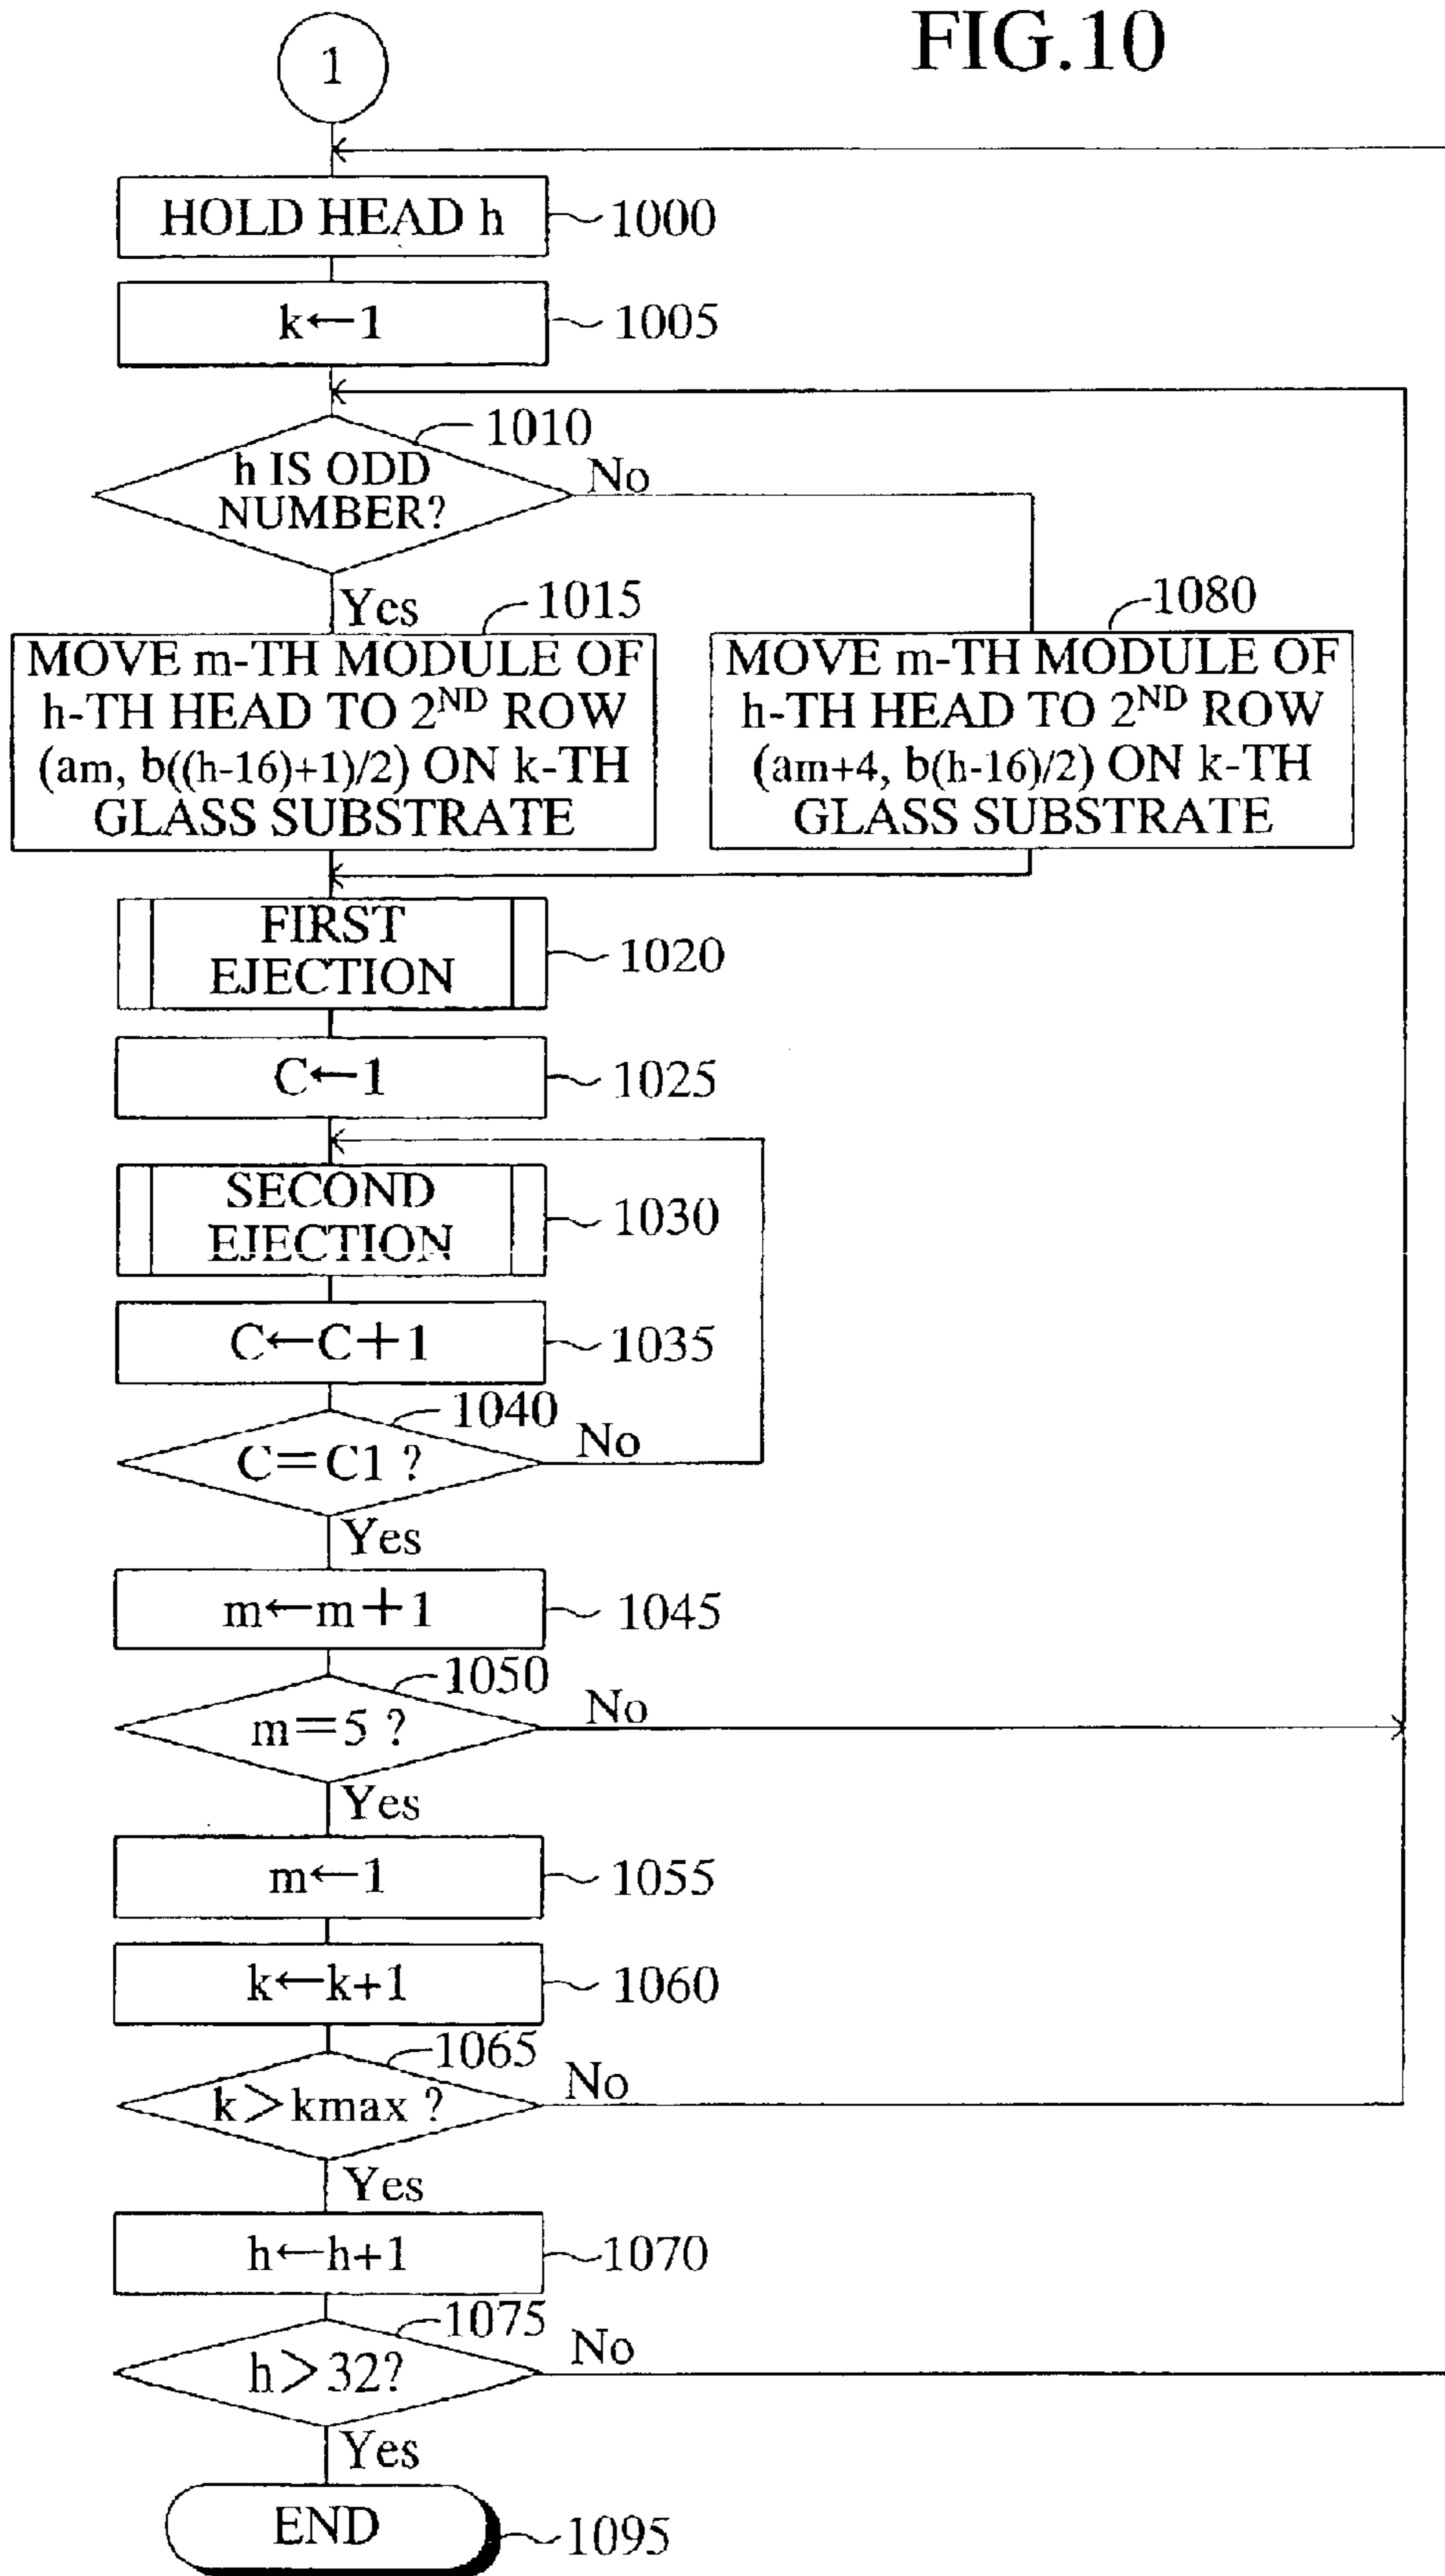 FIG.10
1
HOLD HEAD h
1000
k←1
1005
1010
h IS ODD
NUMBER?
No
Yes
1015
MOVE m-TH MODULE OF
h-TH HEAD TO 2ND ROW
(am, b((h-16)+1)/2) ON k-TH
GLASS SUBSTRATE
1080
MOVE m-TH MODULE OF
h-TH HEAD TO 2ND ROW
(am+4, b(h-16)/2) ON k-TH
GLASS SUBSTRATE
FIRST
EJECTION
1020
C←1
1025
SECOND
EJECTION
1030
C←C+1
1035
1040
C=C1 ?
No
Yes
m←m+1
1045
1050
m=5 ?
No
Yes
m←1
1055
k←k+1
1060
1065
k>kmax ?
No
Yes
h←h+1
1070
1075
h>32?
No
Yes
END
1095